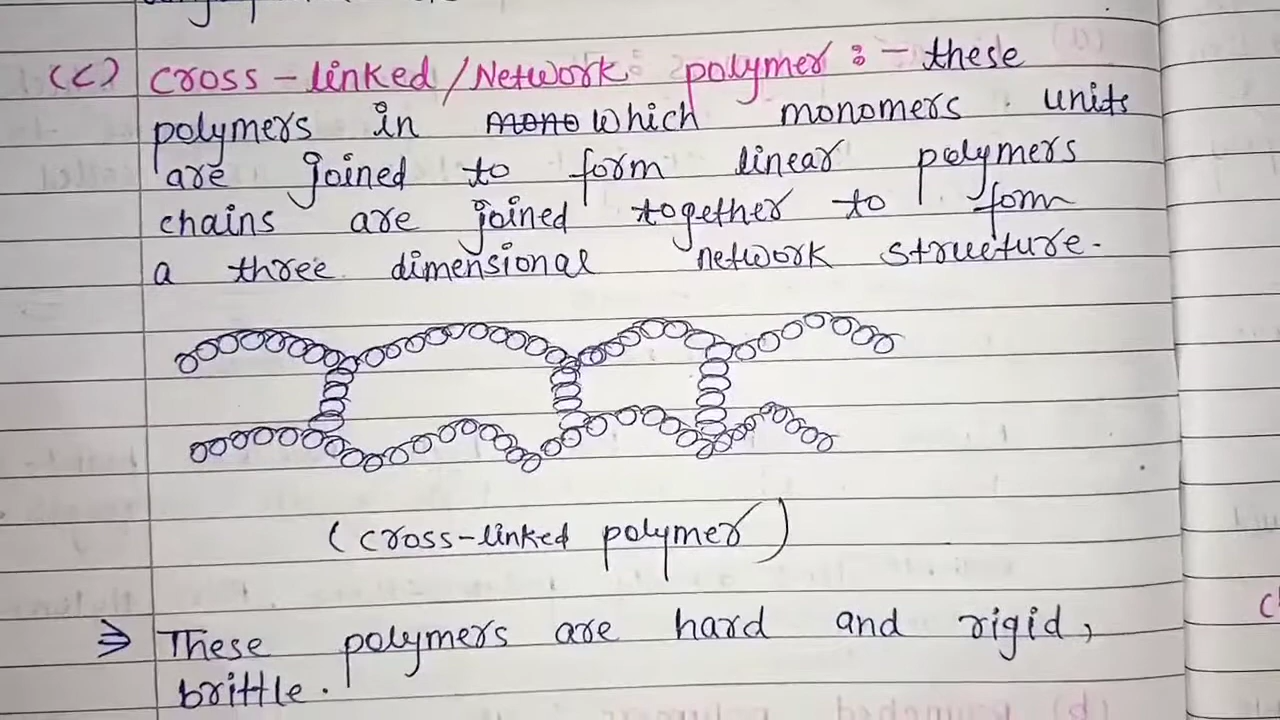 (C) Cross-linked/Network polymer :- these
polymers in which monomers units
are joined to form linear polymers
chains are joined together to form
a three dimensional network structure.
(cross-linked polymer)
⇒ These polymers are hard and rigid,
brittle.